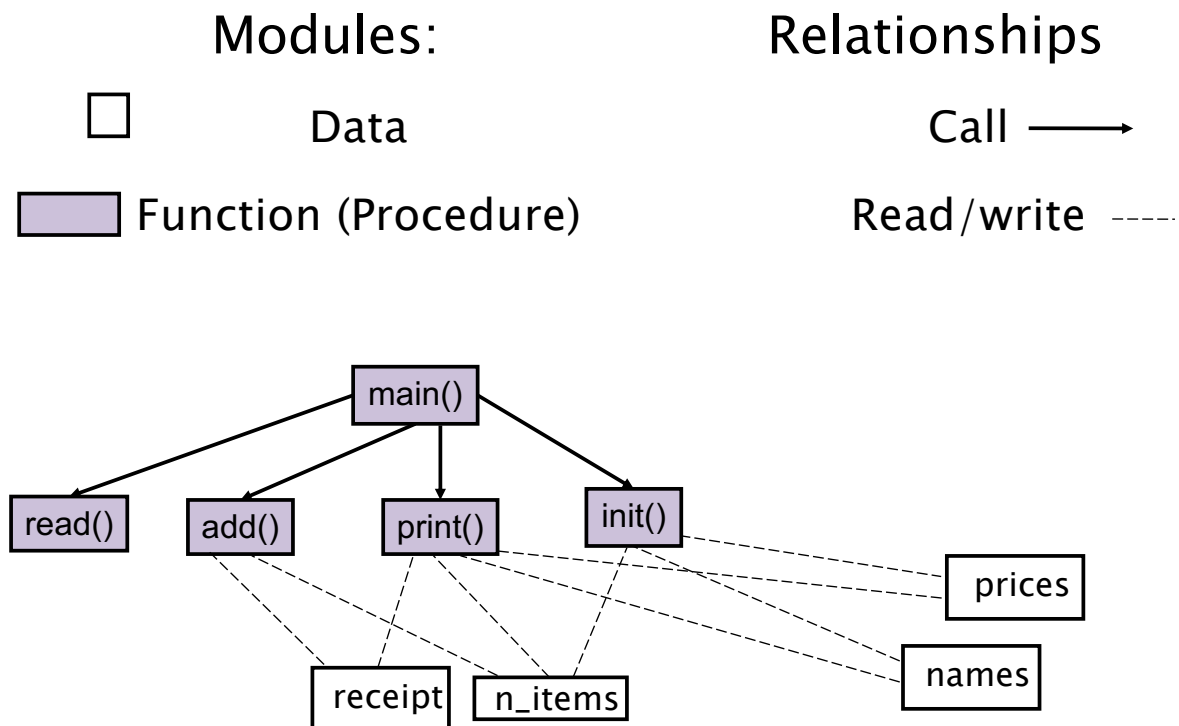 Modules:
Relationships
Data
Call
Function (Procedure)
Read/write
main()
read()
add()
print()
init()
prices
names
receipt
n_items